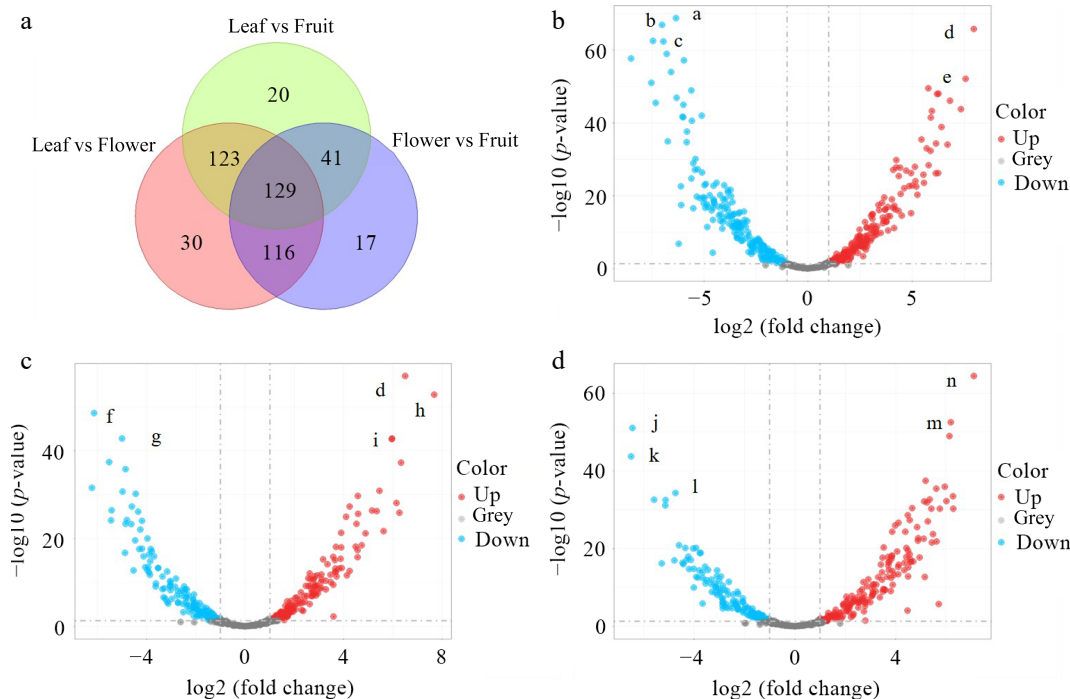 a
Leaf vs Fruit
20
Leaf vs Flower
Flower vs Fruit
123
41
129
30
116
17
b
−log10 (p-value)
60
40
20
0
b
a
c
d
e
Color
Up
Grey
Down
−5
0
5
log2 (fold change)
c
−log10 (p-value)
40
20
0
f
g
d
h
i
Color
Up
Grey
Down
−4
0
4
8
log2 (fold change)
d
−log10 (p-value)
60
40
20
0
j
k
l
n
m
Color
Up
Grey
Down
−4
0
4
log2 (fold change)